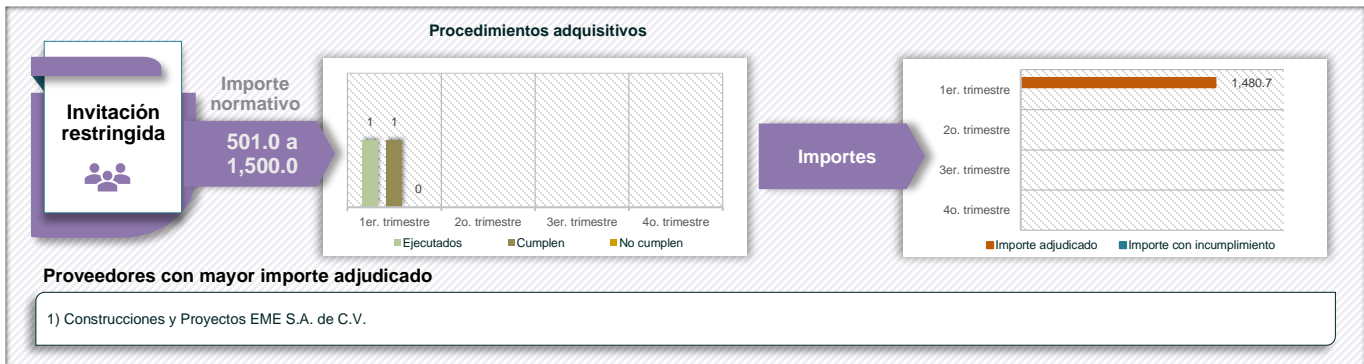 Procedimientos adquisitivos
Invitación
restringida
Importe
normativo
501.0 a
1,500.0
1
1
0
1er. trimestre
2o. trimestre
3er. trimestre
4o. trimestre
Ejecutados
Cumplen
No cumplen
Importes
1er. trimestre
1,480.7
2o. trimestre
3er. trimestre
4o. trimestre
Importe adjudicado
Importe con incumplimiento
Proveedores con mayor importe adjudicado
1) Construcciones y Proyectos EME S.A. de C.V.